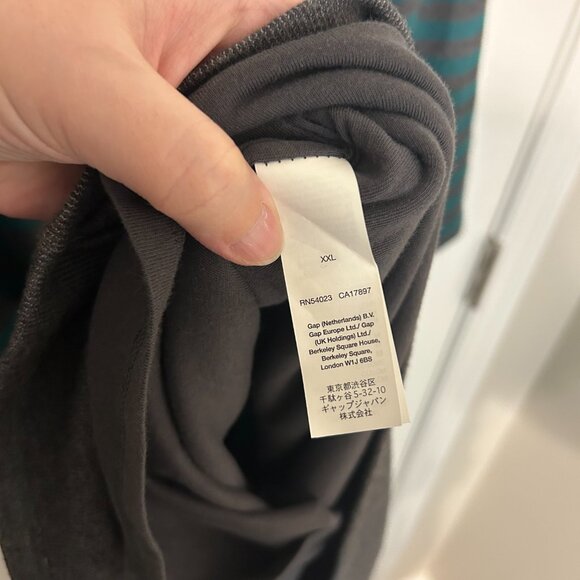 XXL
RN54023 CA17897
Gap (Netherlands) B.V.
Gap Europe Ltd./ Gap
(UK Holdings) Ltd./
Berkeley Square House,
Berkeley Square,
London W1J 6BS
東京都渋谷区
千駄ヶ谷5-32-10
ギャップジャパン
株式会社